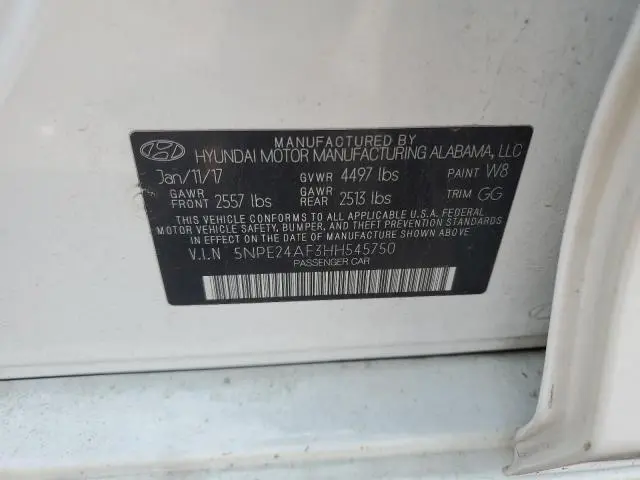 MANUFACTURED BY
HYUNDAI MOTOR MANUFACTURING ALABAMA, LLC
Jan/11/17 GVWR 4497 lbs PAINT W8
GAWR FRONT 2557 lbs GAWR REAR 2513 lbs TRIM GG
THIS VEHICLE CONFORMS TO ALL APPLICABLE U.S.A. FEDERAL
MOTOR VEHICLE SAFETY, BUMPER, AND THEFT PREVENTION STANDARDS
IN EFFECT ON THE DATE OF MANUFACTURE SHOWN ABOVE.
V.I.N 5NPE24AF3HH545750
PASSENGER CAR